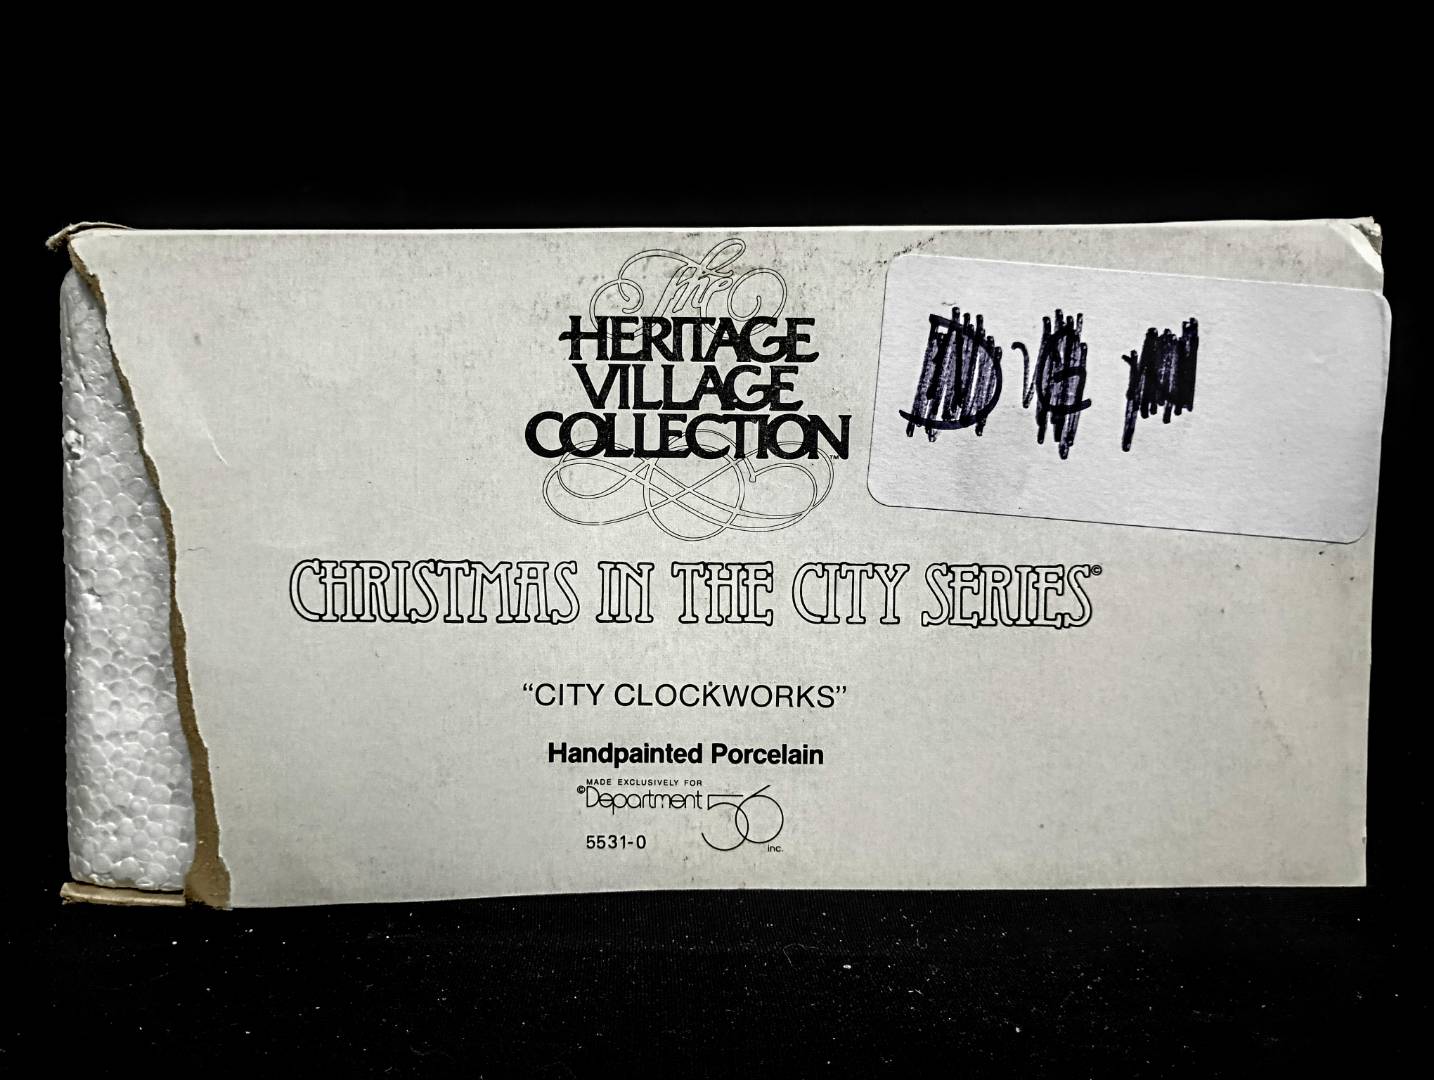 The
HERITAGE
VILLAGE
COLLECTION™
CHRISTMAS IN THE CITY SERIES©
“CITY CLOCKWORKS”
Handpainted Porcelain
MADE EXCLUSIVELY FOR
©Department 56 inc.
5531-0